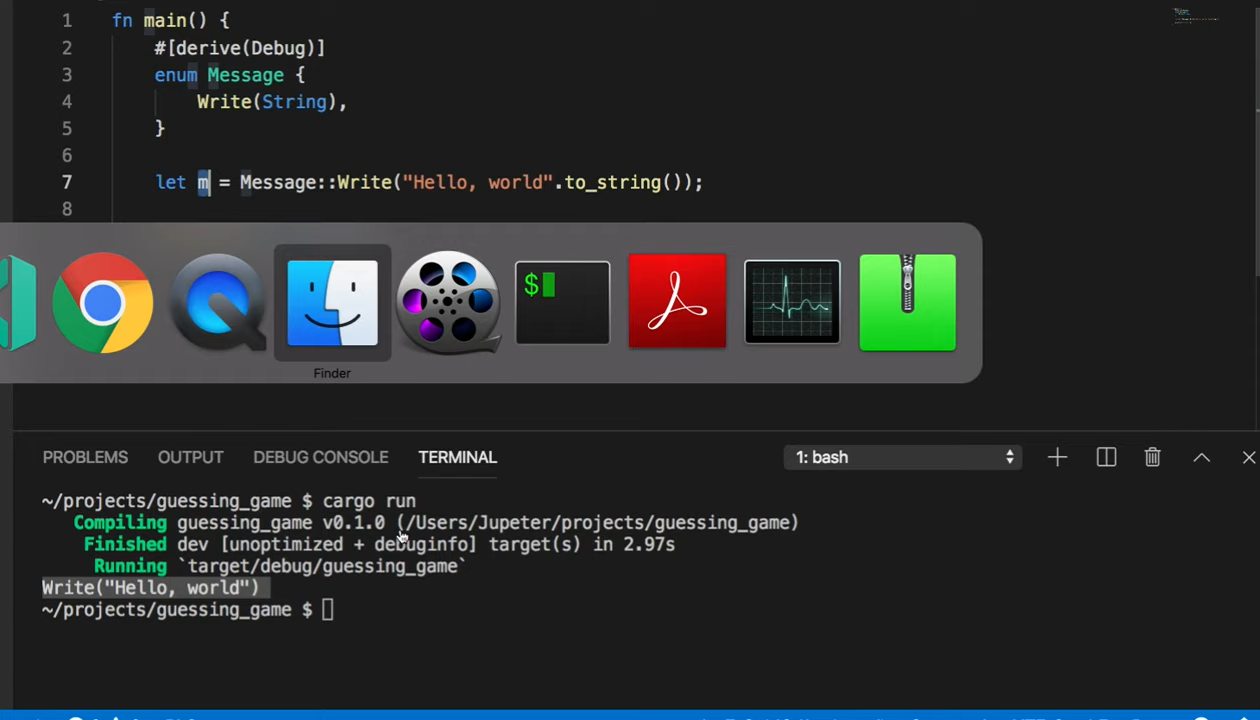 1 fn main() {
2 #[derive(Debug)]
3 enum Message {
4 Write(String),
5 }
6
7 let m = Message::Write("Hello, world".to_string());
8
$
Finder
PROBLEMS OUTPUT DEBUG CONSOLE TERMINAL 1: bash
~/projects/guessing_game $ cargo run
Compiling guessing_game v0.1.0 (/Users/Jupeter/projects/guessing_game)
Finished dev [unoptimized + debuginfo] target(s) in 2.97s
Running `target/debug/guessing_game`
Write("Hello, world")
~/projects/guessing_game $